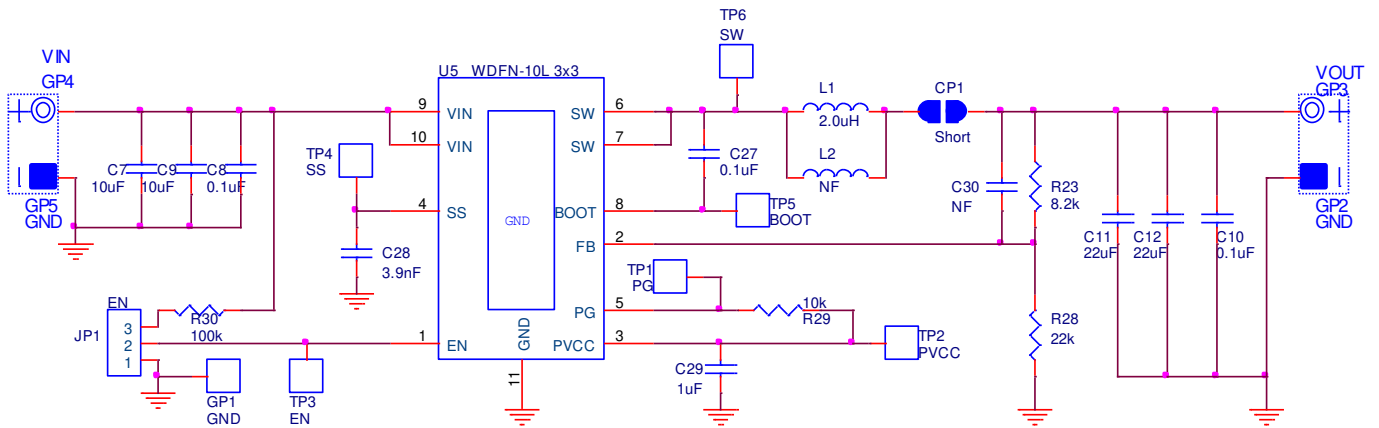 TP6
SW
VIN
GP4
GP5
GND
C7
10uF
C9
10uF
C8
0.1uF
TP4
SS
C28
3.9nF
EN
JP1
3
2
1
R30
100k
GP1
GND
TP3
EN
U5 WDFN-10L 3x3
9
VIN
10
VIN
4
SS
1
EN
GND
GND
11
SW
6
SW
7
BOOT
8
FB
2
PG
5
PVCC
3
C27
0.1uF
TP5
BOOT
L1
2.0uH
L2
NF
CP1
Short
TP1
PG
10k
R29
TP2
PVCC
C29
1uF
C30
NF
R23
8.2k
R28
22k
C11
22uF
C12
22uF
C10
0.1uF
VOUT
GP3
GP2
GND